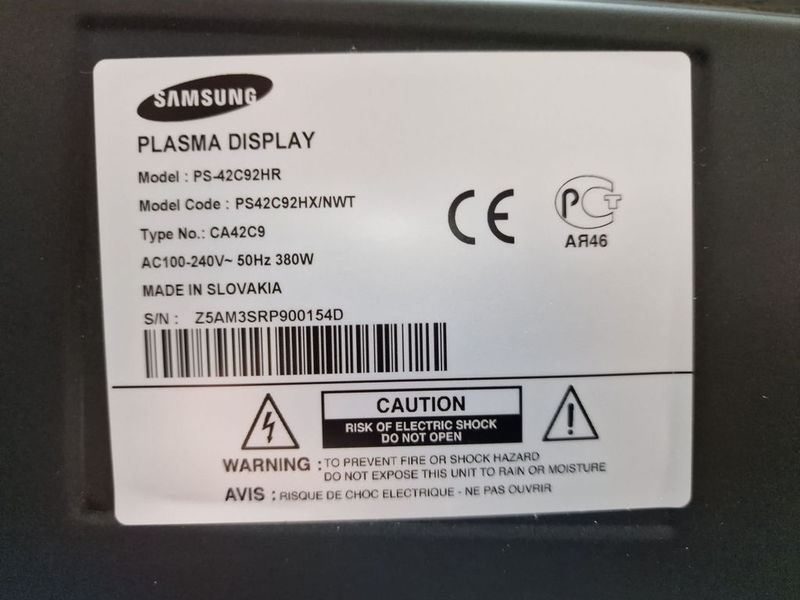 SAMSUNG
PLASMA DISPLAY
Model : PS-42C92HR
Model Code : PS42C92HX/NWT
Type No.: CA42C9
AC100-240V~ 50Hz 380W
MADE IN SLOVAKIA
S/N : Z5AM3SRP900154D
CE
PCT
АЯ46
CAUTION
RISK OF ELECTRIC SHOCK
DO NOT OPEN
WARNING : TO PREVENT FIRE OR SHOCK HAZARD
DO NOT EXPOSE THIS UNIT TO RAIN OR MOISTURE
AVIS : RISQUE DE CHOC ELECTRIQUE - NE PAS OUVRIR